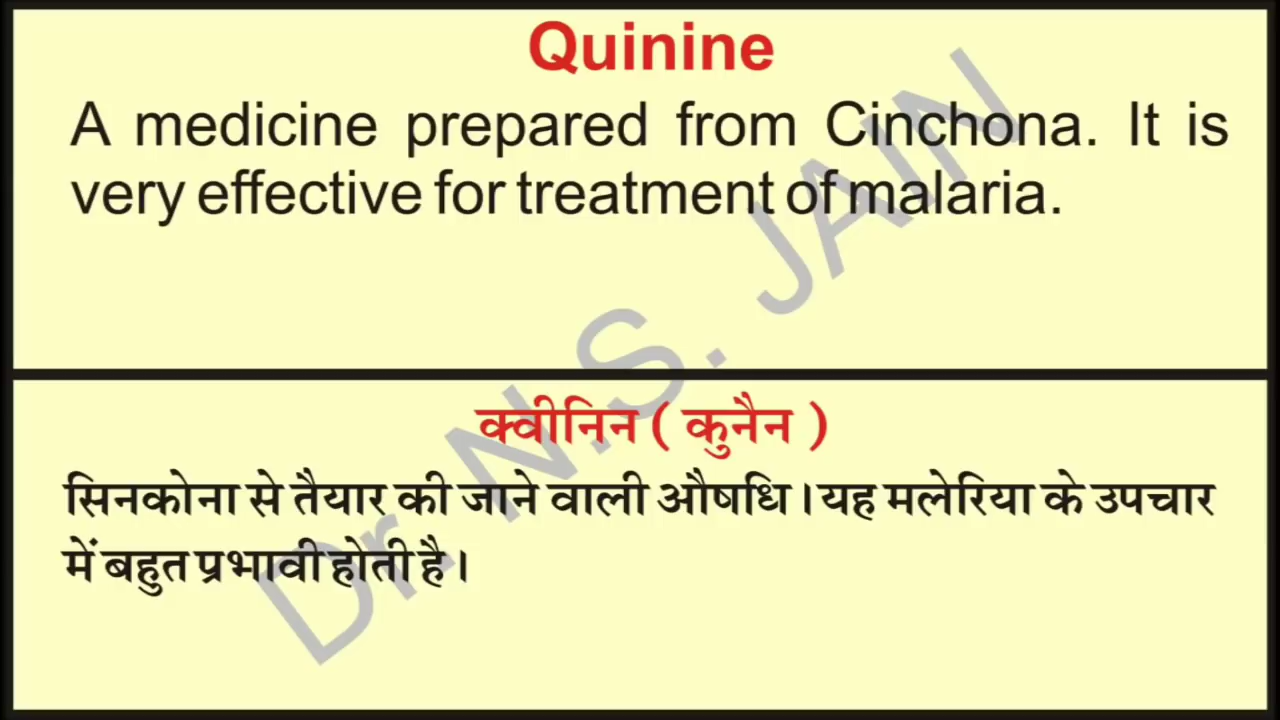 Quinine
A medicine prepared from Cinchona. It is
very effective for treatment of malaria.
क्वीनिन ( कुनैन )
सिनकोना से तैयार की जाने वाली औषधि । यह मलेरिया के उपचार
में बहुत प्रभावी होती है ।
Dr. N.S. JAIN